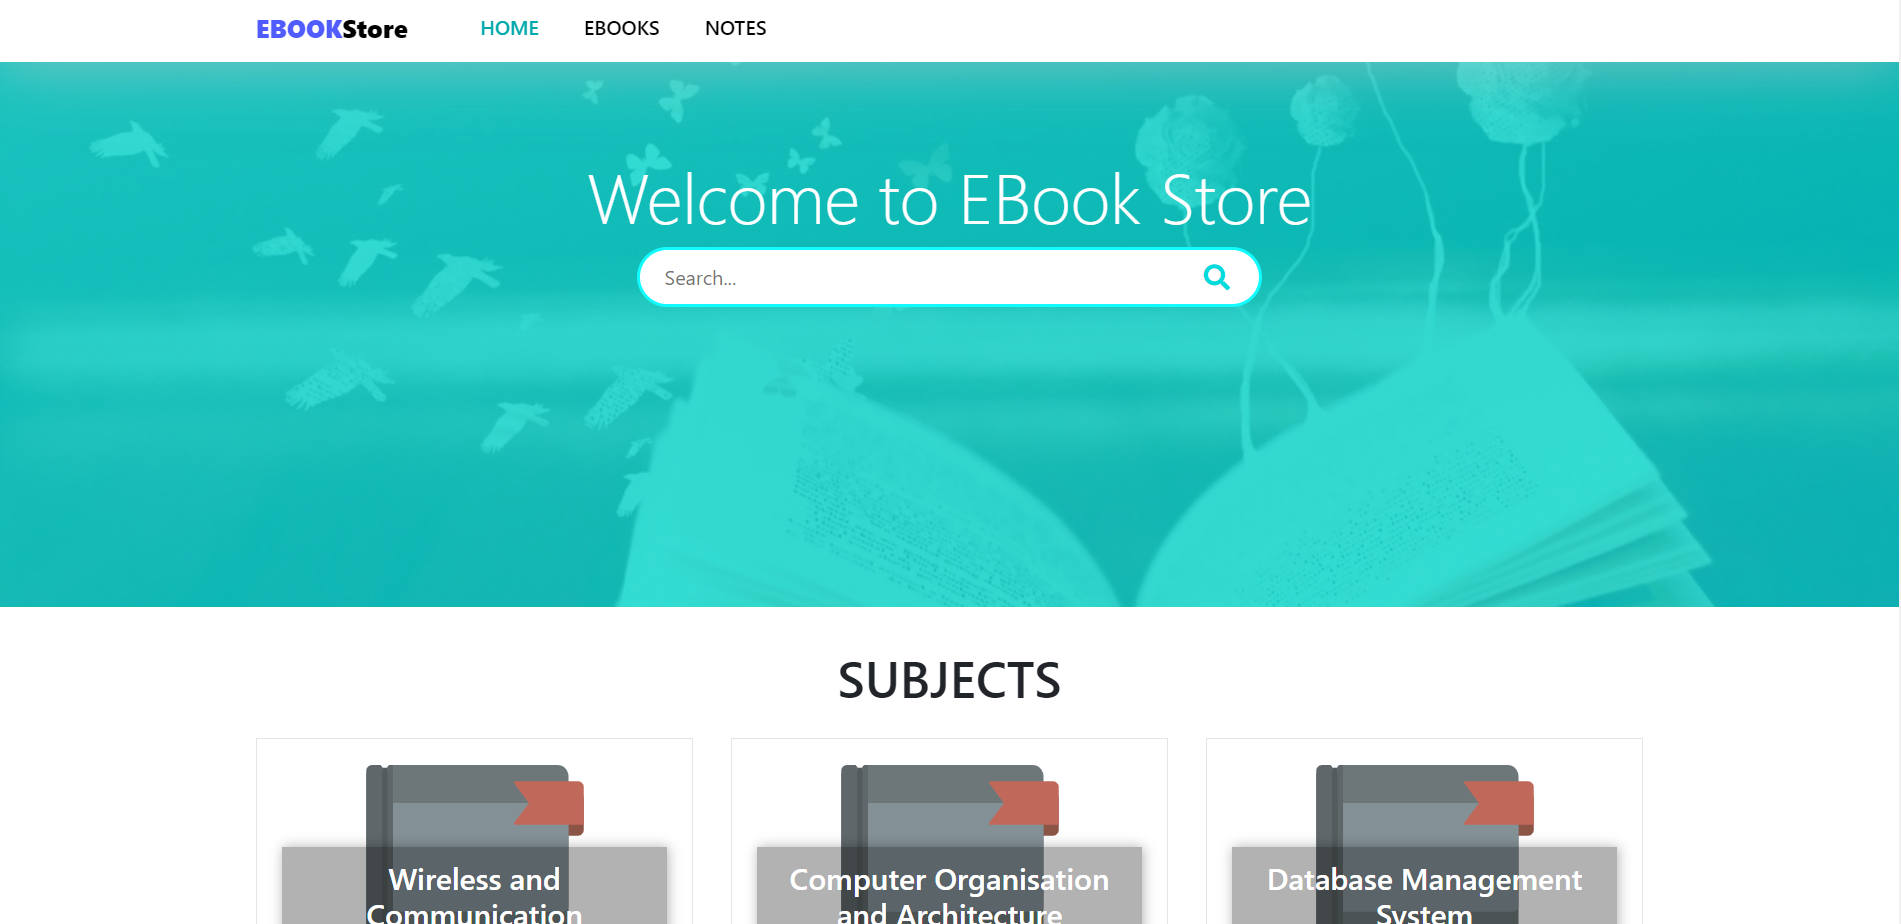 EBOOKStore HOME EBOOKS NOTES
Welcome to EBook Store
Search...
SUBJECTS
Wireless and
Communication
Computer Organisation
and Architecture
Database Management
System